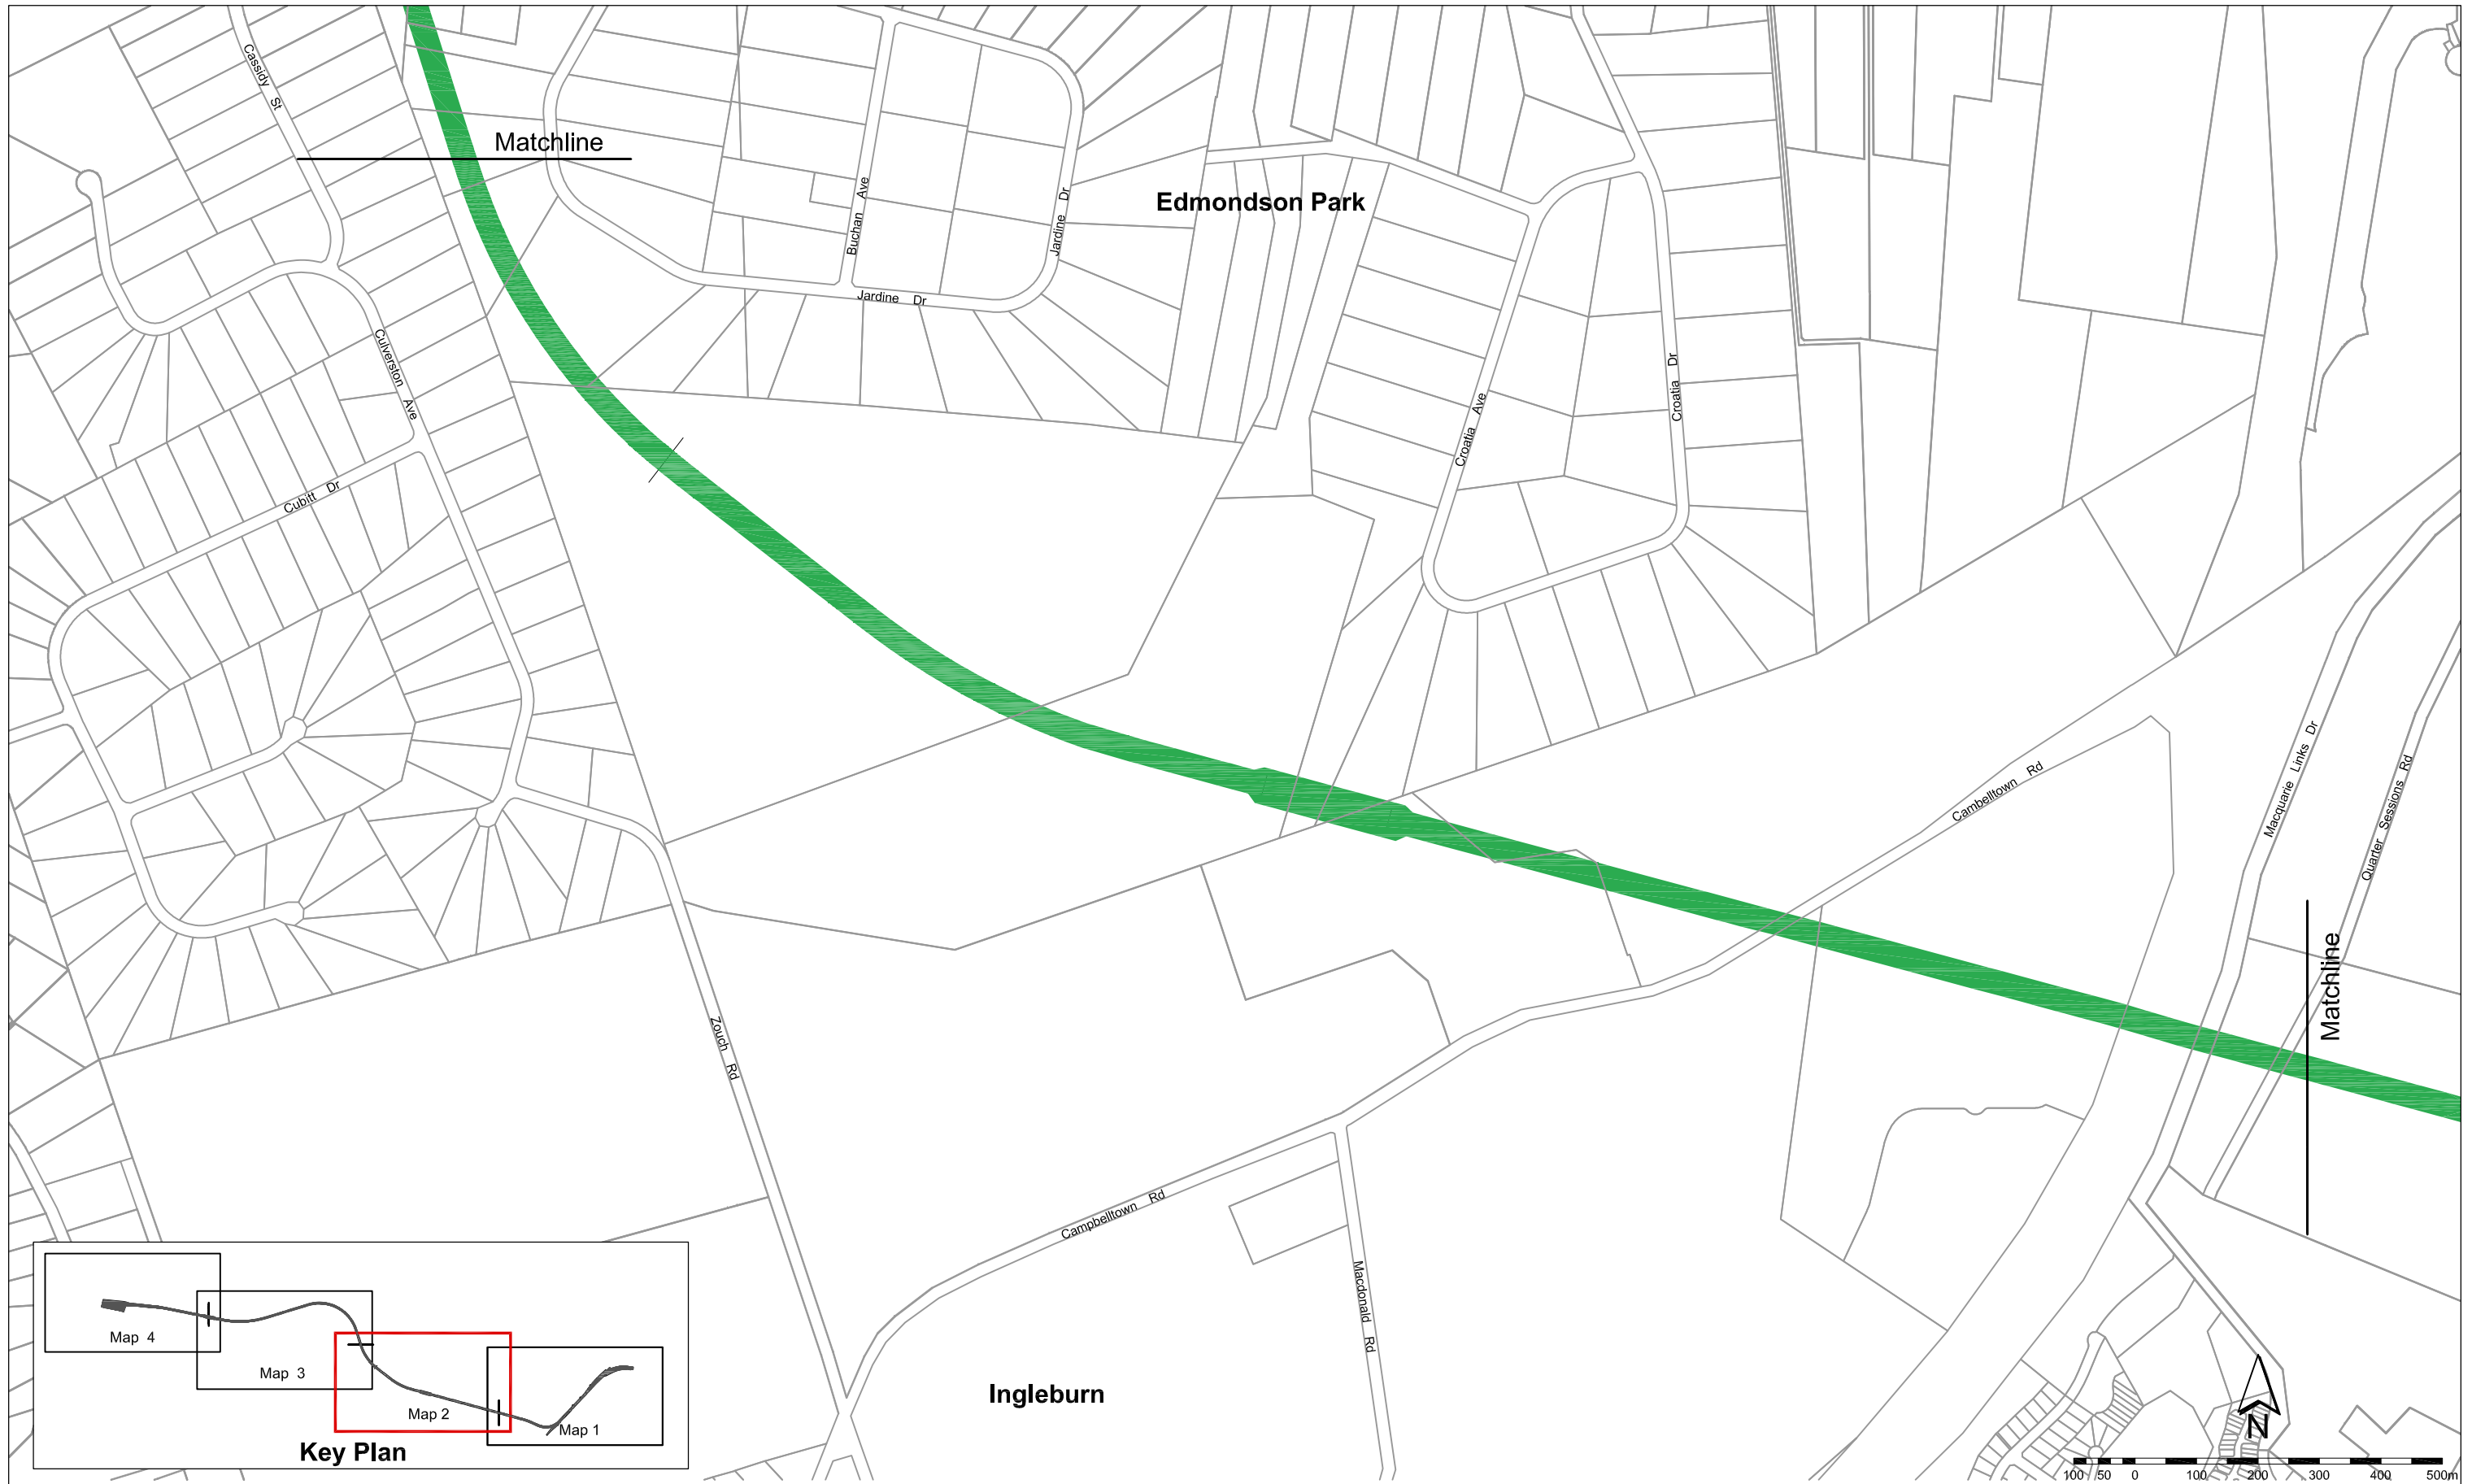 Cassidy St
Matchline
Edmondson Park
Buchan Ave
Jardine Dr
Jardine Dr
Culverston Ave
Croatia Dr
Croatia Ave
Cubitt Dr
Macquarie Links Dr
Cambelltown Rd
Quarter Sessions Rd
Matchline
Zouch Rd
Campbelltown Rd
Macdonald Rd
Map 4
Map 3
Map 2
Map 1
Key Plan
Ingleburn
N
100 50 0 100 200 300 400 500m